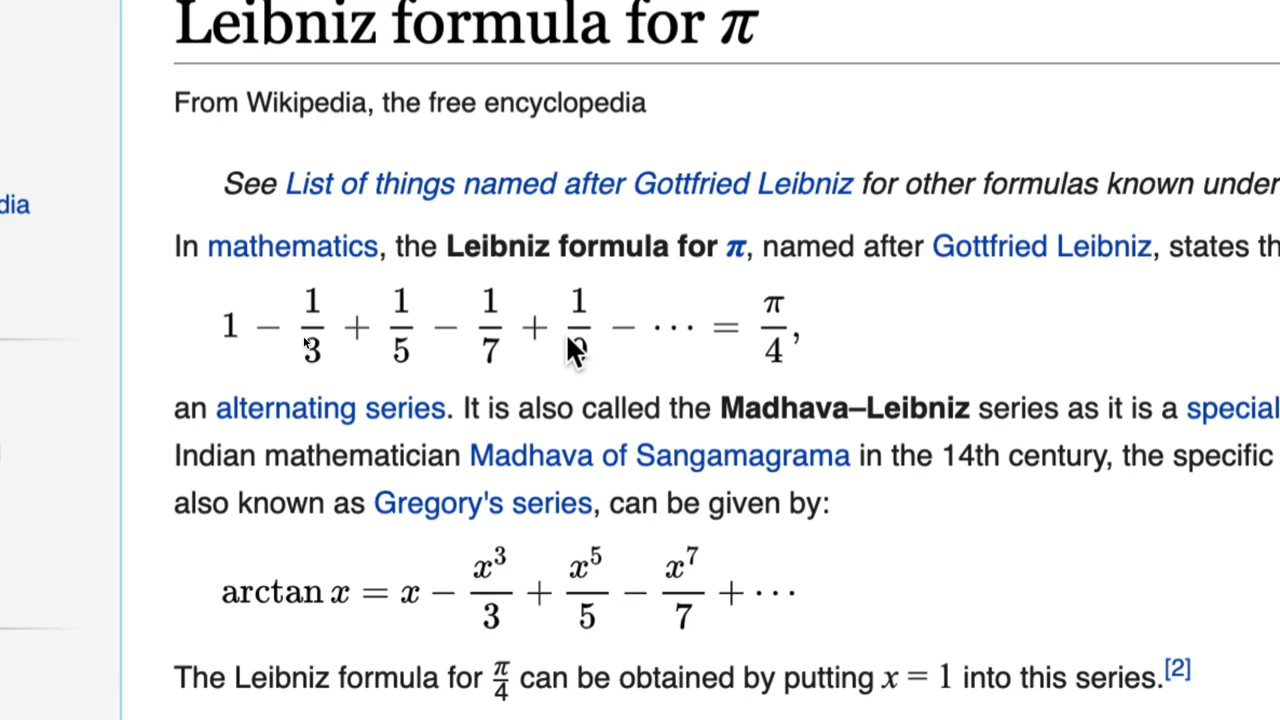 Leibniz formula for π
From Wikipedia, the free encyclopedia
See List of things named after Gottfried Leibniz for other formulas known under
dia
In mathematics, the Leibniz formula for π, named after Gottfried Leibniz, states th
1 − 1/3 + 1/5 − 1/7 + 1/ − ⋯ = π/4,
an alternating series. It is also called the Madhava–Leibniz series as it is a special
Indian mathematician Madhava of Sangamagrama in the 14th century, the specific
also known as Gregory's series, can be given by:
arctan x = x − x³/3 + x⁵/5 − x⁷/7 + ⋯
The Leibniz formula for π/4 can be obtained by putting x = 1 into this series.[2]